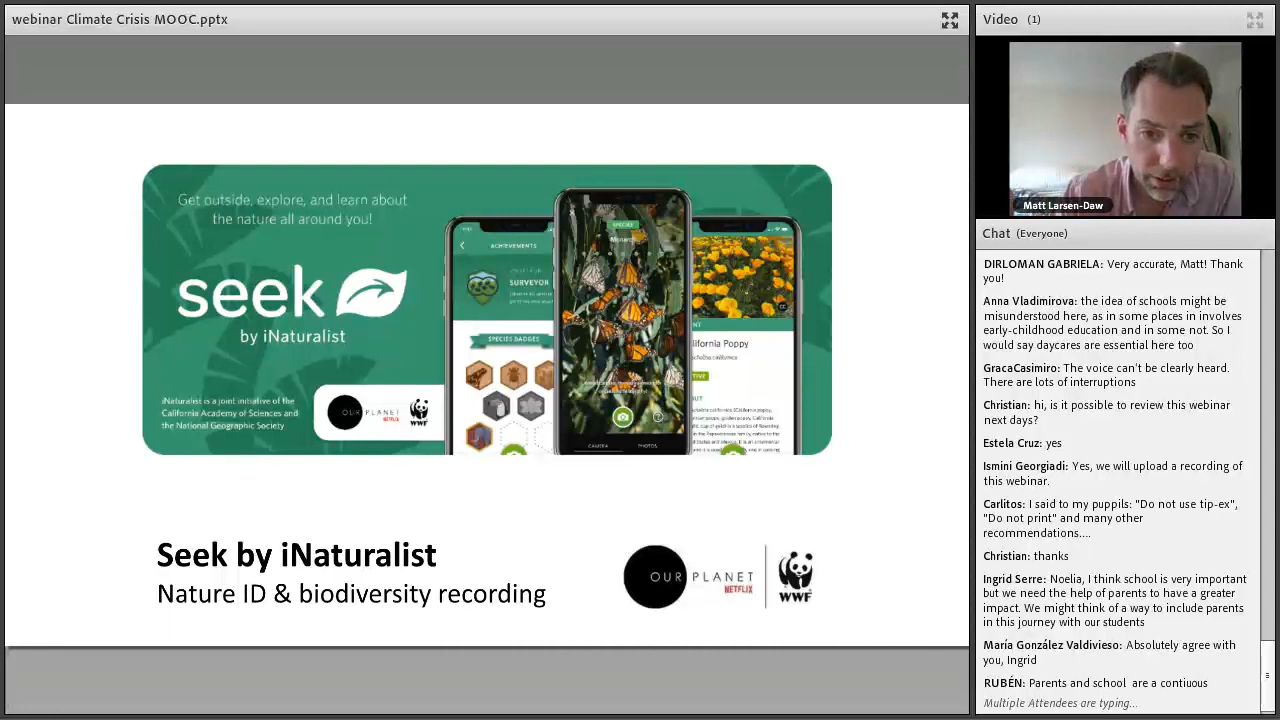 webinar Climate Crisis MOOC.pptx
Get outside, explore, and learn about
the nature all around you!
seek
by iNaturalist
iNaturalist is a joint initiative of the
California Academy of Sciences and
the National Geographic Society
OUR PLANET
NETFLIX
WWF
ACHIEVEMENTS
SURVEYOR
SPECIES BADGES
SPECIES
Monarch
CAMERA
PHOTOS
lifornia Poppy
Seek by iNaturalist
Nature ID & biodiversity recording
OUR PLANET
NETFLIX
WWF
Video (1)
Matt Larsen-Daw
Chat (Everyone)
DIRLOMAN GABRIELA: Very accurate, Matt! Thank
you!
Anna Vladimirova: the idea of schools might be
misunderstood here, as in some places in involves
early-childhood education and in some not. So I
would say daycares are essential here too
GracaCasimiro: The voice can't be clearly heard.
There are lots of interruptions
Christian: hi, is it possible to review this webinar
next days?
Estela Cruz: yes
Ismini Georgiadi: Yes, we will upload a recording of
this webinar.
Carlitos: I said to my puppils: "Do not use tip-ex",
"Do not print" and many other
recommendations....
Christian: thanks
Ingrid Serre: Noelia, I think school is very important
but we need the help of parents to have a greater
impact. We might think of a way to include parents
in this journey with our students
María González Valdivieso: Absolutely agree with
you, Ingrid
RUBÉN: Parents and school are a contiuous
Multiple Attendees are typing...